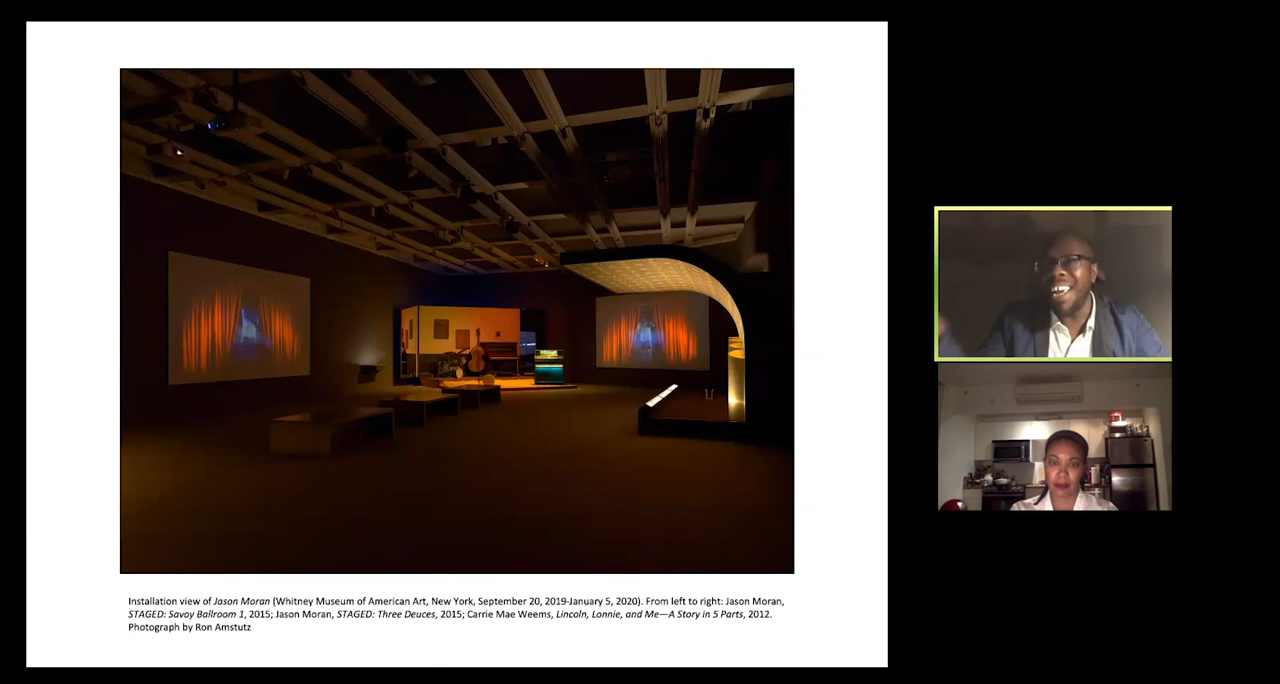 Installation view of Jason Moran (Whitney Museum of American Art, New York, September 20, 2019-January 5, 2020). From left to right: Jason Moran,
STAGED: Savoy Ballroom 1, 2015; Jason Moran, STAGED: Three Deuces, 2015; Carrie Mae Weems, Lincoln, Lonnie, and Me—A Story in 5 Parts, 2012.
Photograph by Ron Amstutz